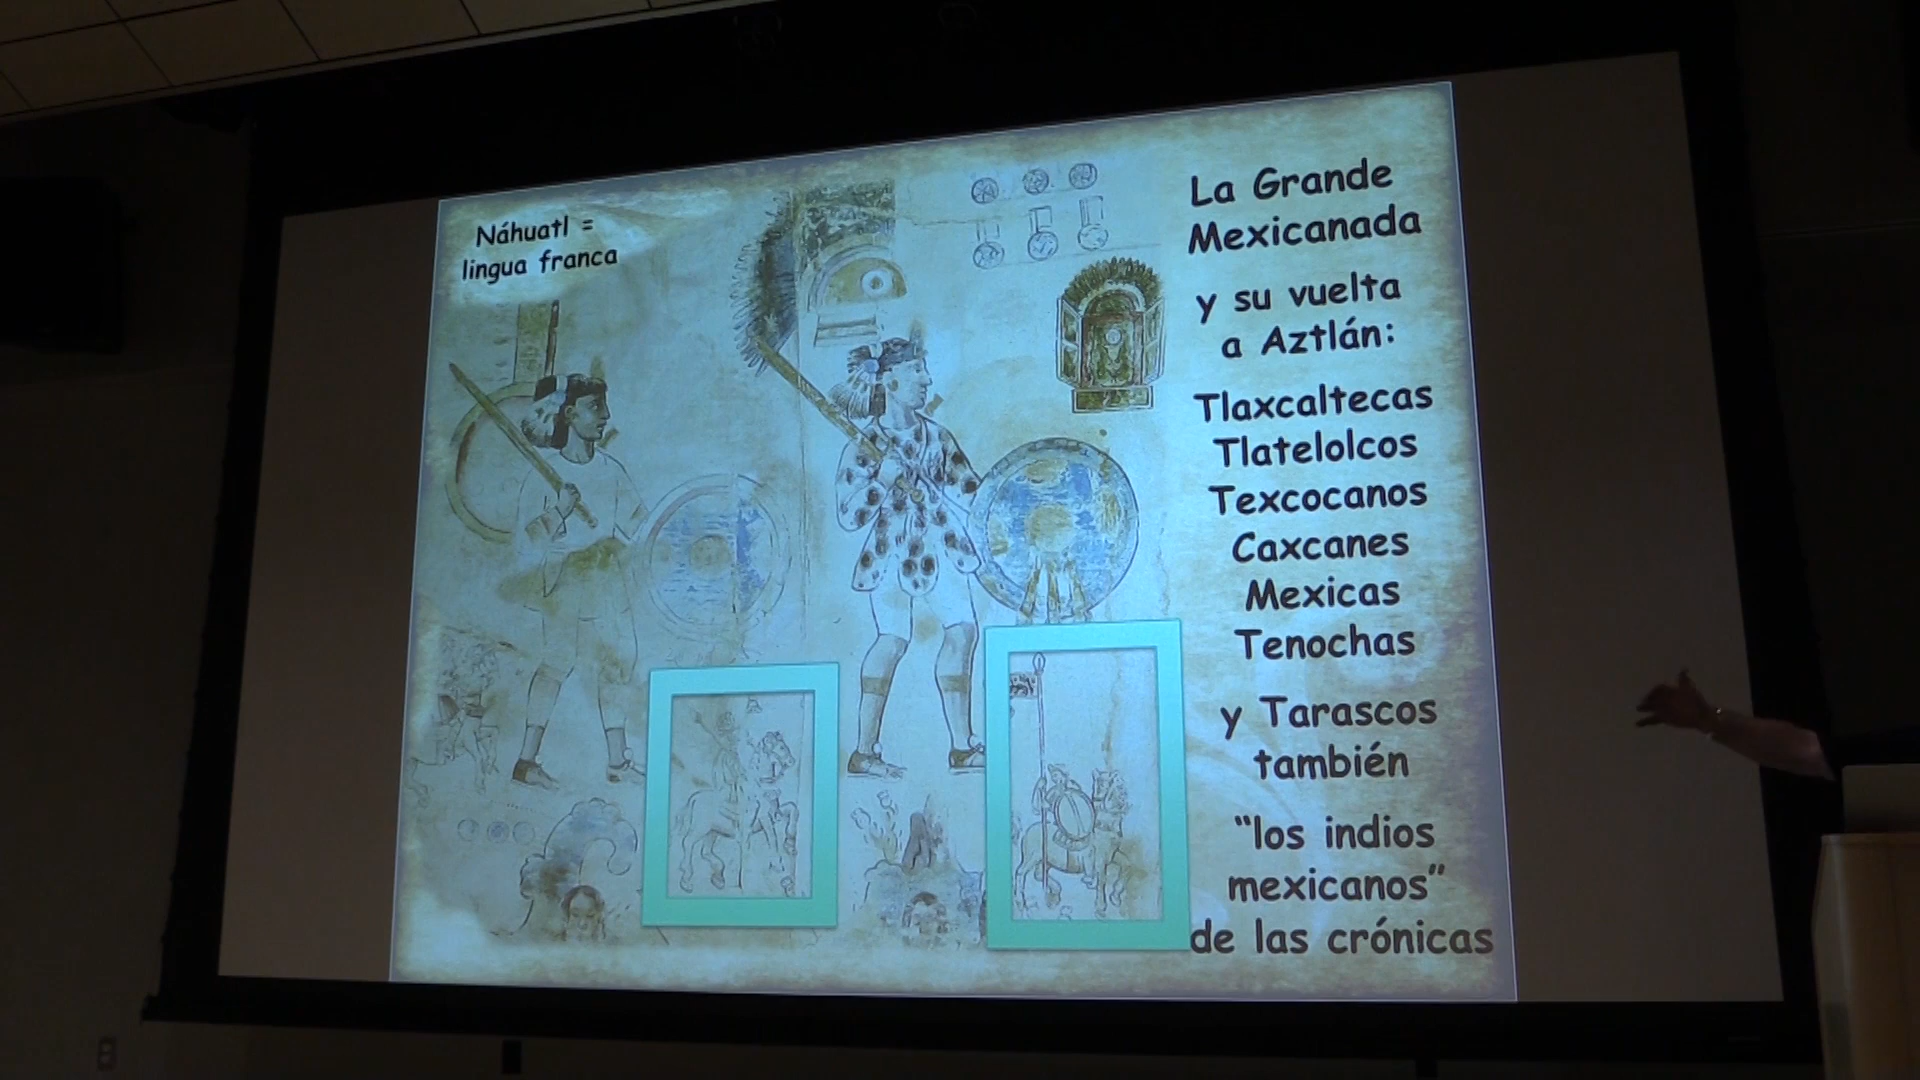 Náhuatl =
lingua franca
La Grande
Mexicanada
y su vuelta
a Aztlán:
Tlaxcaltecas
Tlatelolcos
Texcocanos
Caxcanes
Mexicas
Tenochas
y Tarascos
también
“los indios
mexicanos”
de las crónicas